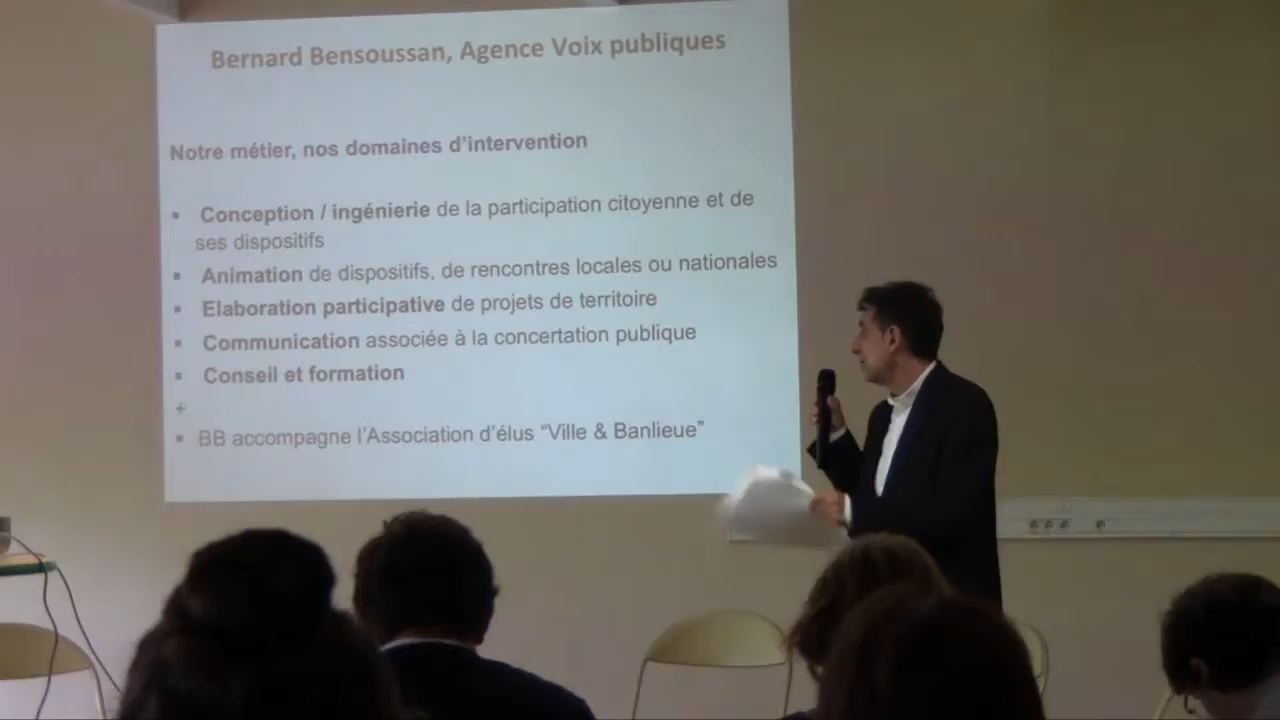 Bernard Bensoussan, Agence Voix publiques
Notre métier, nos domaines d'intervention
▪ Conception / ingénierie de la participation citoyenne et de
ses dispositifs
▪ Animation de dispositifs, de rencontres locales ou nationales
▪ Elaboration participative de projets de territoire
▪ Communication associée à la concertation publique
▪ Conseil et formation
+
▪ BB accompagne l'Association d'élus “Ville & Banlieue”